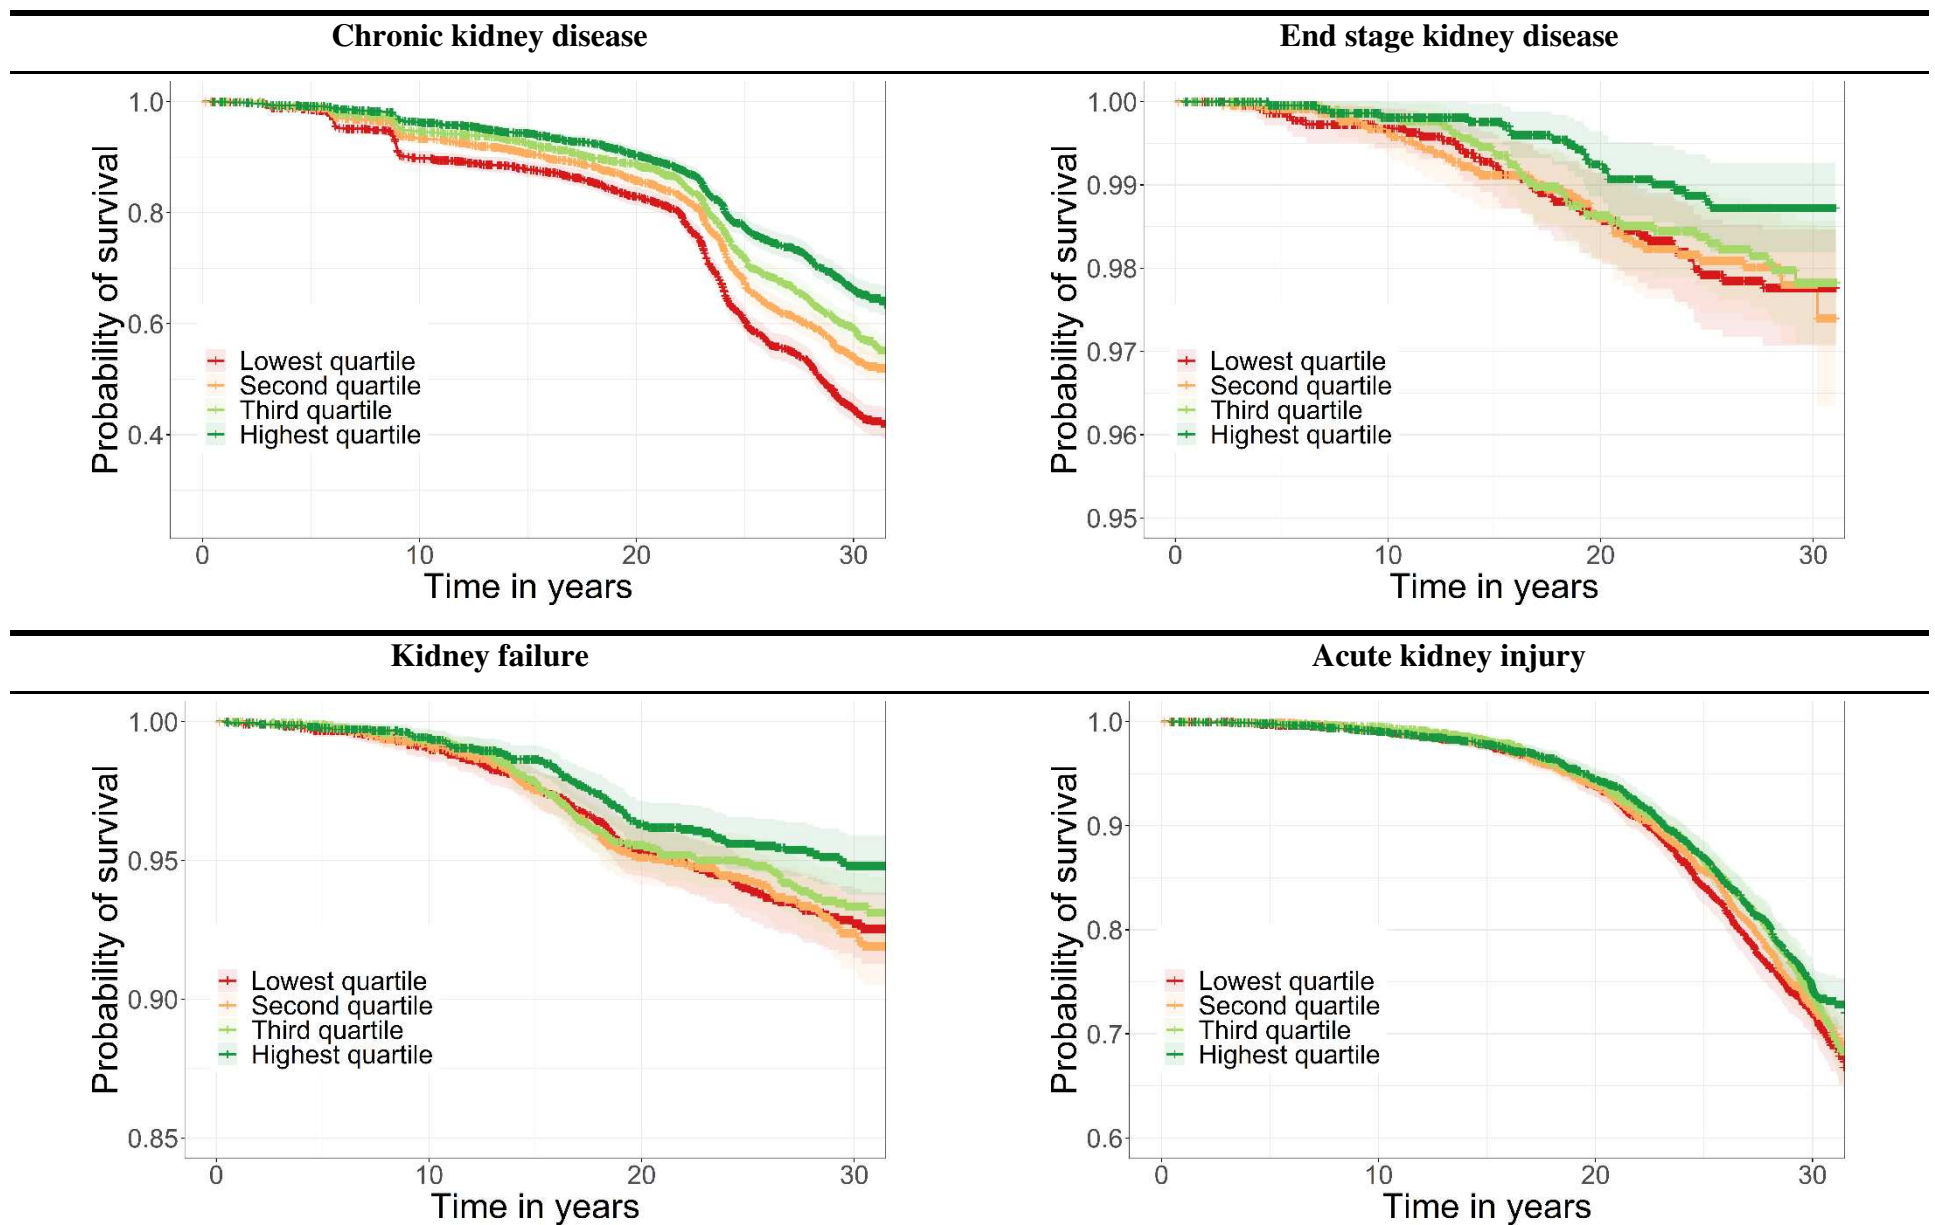 Chronic kidney disease
End stage kidney disease
Probability of survival
1.0
0.8
0.6
0.4
Lowest quartile
Second quartile
Third quartile
Highest quartile
0 10 20 30
Time in years
Probability of survival
1.00
0.99
0.98
0.97
0.96
0.95
Lowest quartile
Second quartile
Third quartile
Highest quartile
0 10 20 30
Time in years
Kidney failure
Acute kidney injury
Probability of survival
1.00
0.95
0.90
0.85
Lowest quartile
Second quartile
Third quartile
Highest quartile
0 10 20 30
Time in years
Probability of survival
1.0
0.9
0.8
0.7
0.6
Lowest quartile
Second quartile
Third quartile
Highest quartile
0 10 20 30
Time in years